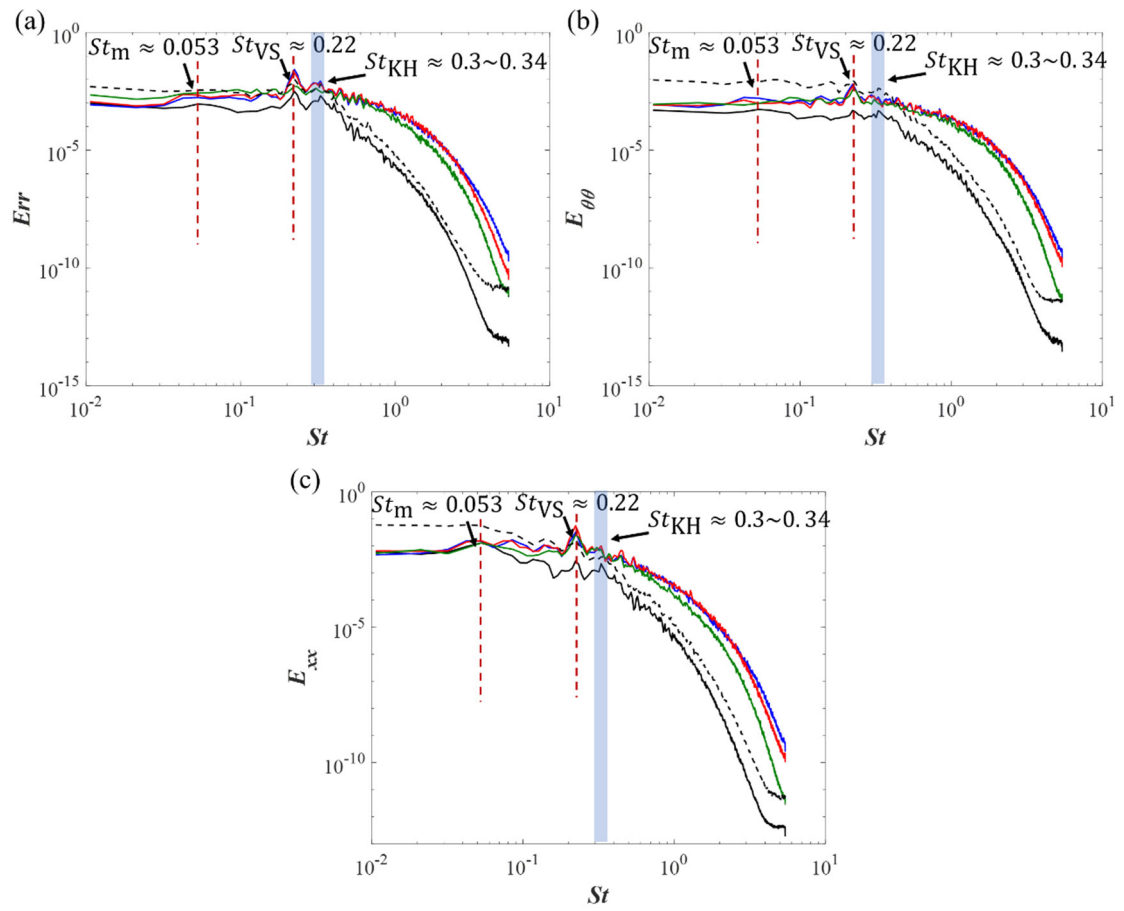 (a)
10^0
St_m ≈ 0.053
St_VS ≈ 0.22
St_KH ≈ 0.3~0.34
10^-5
Err
10^-10
10^-15
10^-2 10^-1 10^0 10^1
St
(b)
10^0
St_m ≈ 0.053
St_VS ≈ 0.22
St_KH ≈ 0.3~0.34
10^-5
E_θθ
10^-10
10^-15
10^-2 10^-1 10^0 10^1
St
(c)
10^0
St_m ≈ 0.053
St_VS ≈ 0.22
St_KH ≈ 0.3~0.34
10^-5
E_xx
10^-10
10^-2 10^-1 10^0 10^1
St